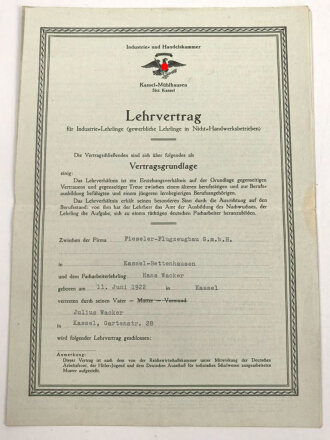 Industrie- und Handelskammer
Kassel-Mühlhausen
Sitz Kassel
Lehrvertrag
für Industrie-Lehrlinge (gewerbliche Lehrlinge in Nicht-Handwerksbetrieben)
Die Vertragschließenden sind sich über folgendes als
Vertragsgrundlage
einig:
Das Lehrverhältnis ist ein Erziehungsverhältnis auf der Grundlage gegenseitigen
Vertrauens und gegenseitiger Treue zwischen einem älteren berufstätigen und zur Berufs-
ausbildung befähigten und einem jüngeren lernbegierigen Berufsangehörigen.
Das Lehrverhältnis erhält seinen besonderen Sinn durch die Ausrichtung auf den
Berufsstand: von ihm hat der Lehrherr das Amt der Ausbildung des Nachwuchses, der
Lehrling die Aufgabe, sich zu einem tüchtigen deutschen Facharbeiter heranzubilden.
Zwischen der Firma Fieseler-Flugzeugbau G.m.b.H.
in Kassel-Bettenhausen
und dem Facharbeiterlehrling Hans Wacker
geboren am 11. Juni 1922 in Kassel
vertreten durch seinen Vater - Mutter - Vormund:
Julius Wacker
in Kassel, Gartenstr. 28
wird folgender Lehrvertrag geschlossen:
Anmerkung:
Dieser Vertrag ist nach dem von der Reichswirtschaftskammer unter Mitwirkung der Deutschen
Arbeitsfront, der Hitler-Jugend und dem Deutschen Ausschuß für technisches Schulwesen ausgearbeiteten
Muster aufgestellt.